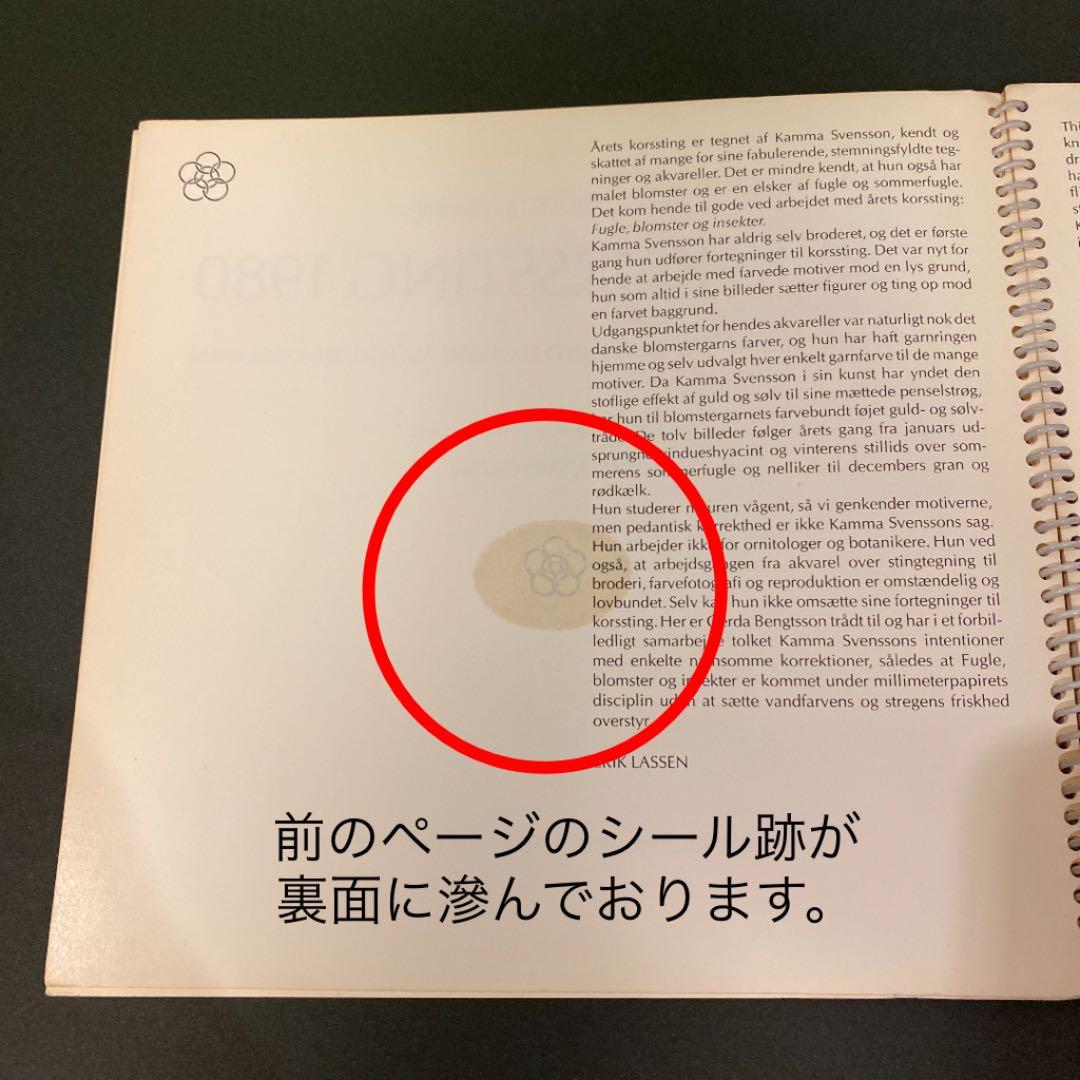 Årets korssting er tegnet af Kamma Svensson, kendt og
skattet af mange for sine fabulerende, stemningsfyldte teg-
ninger og akvareller. Det er mindre kendt, at hun også har
malet blomster og er en elsker af fugle og sommerfugle.
Det kom hende til gode ved arbejdet med årets korssting:
Fugle, blomster og insekter.
Kamma Svensson har aldrig selv broderet, og det er første
gang hun udfører fortegninger til korssting. Det var nyt for
hende at arbejde med farvede motiver mod en lys grund,
hun som altid i sine billeder sætter figurer og ting op mod
en farvet baggrund.
Udgangspunktet for hendes akvareller var naturligt nok det
danske blomstergarns farver, og hun har haft garnringen
hjemme og selv udvalgt hver enkelt garnfarve til de mange
motiver. Da Kamma Svensson i sin kunst har yndet den
stoflige effekt af guld og sølv til sine mættede penselstrøg,
hun til blomstergarnets farvebundt føjet guld- og sølv-
De tolv billeder følger årets gang fra januars ud-
sprungne vindueshyacint og vinterens stillids over som-
merens sommerfugle og nelliker til decembers gran og
rødkælk.
Hun studerer naturen vågent, så vi genkender motiverne,
men pedantisk korrekthed er ikke Kamma Svenssons sag.
Hun arbejder ikke for ornitologer og botanikere. Hun ved
også, at arbejdsgangen fra akvarel over stingtegning til
broderi, farvefotografi og reproduktion er omstændelig og
lovbundet. Selv kan hun ikke omsætte sine fortegninger til
korssting. Her er Gerda Bengtsson trådt til og har i et forbil-
ledligt samarbejde tolket Kamma Svenssons intentioner
med enkelte nænsomme korrektioner, således at Fugle,
blomster og insekter er kommet under millimeterpapirets
disciplin uden at sætte vandfarvens og stregens friskhed
overstyr.
ERIK LASSEN
前のページのシール跡が
裏面に滲んでおります。
1980